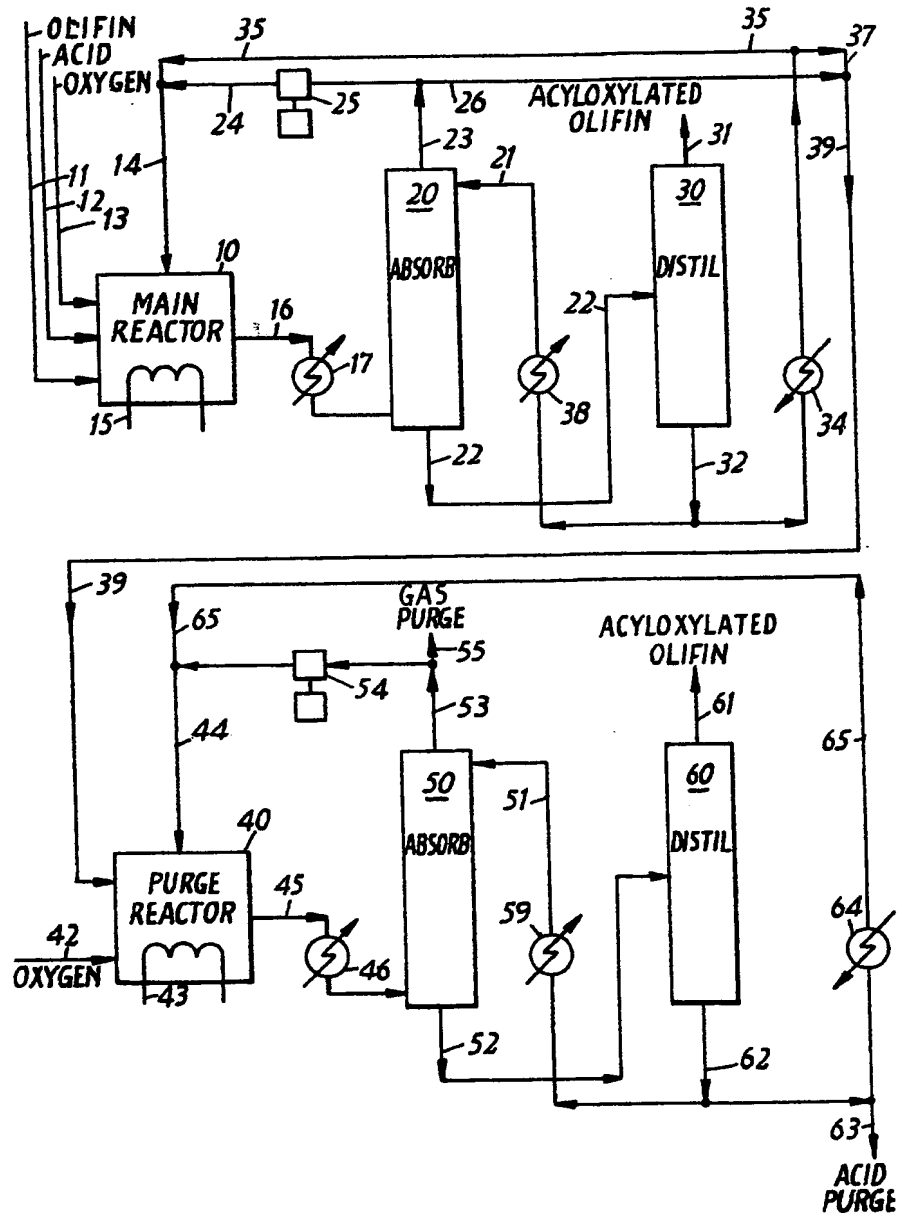 OLIFIN
ACID
OXYGEN
35
35
37
24
25
26
ACYLOXYLATED
OLIFIN
23
21
31
39
14
11
12
13
20
ABSORB
30
DISTIL
10
MAIN
REACTOR
16
17
22
38
34
15
22
32
39
65
GAS
PURGE
55
ACYLOXYLATED
OLIFIN
54
53
61
44
65
50
ABSORB
51
60
DISTIL
40
PURGE
REACTOR
45
59
64
42
OXYGEN
46
43
52
62
63
ACID
PURGE